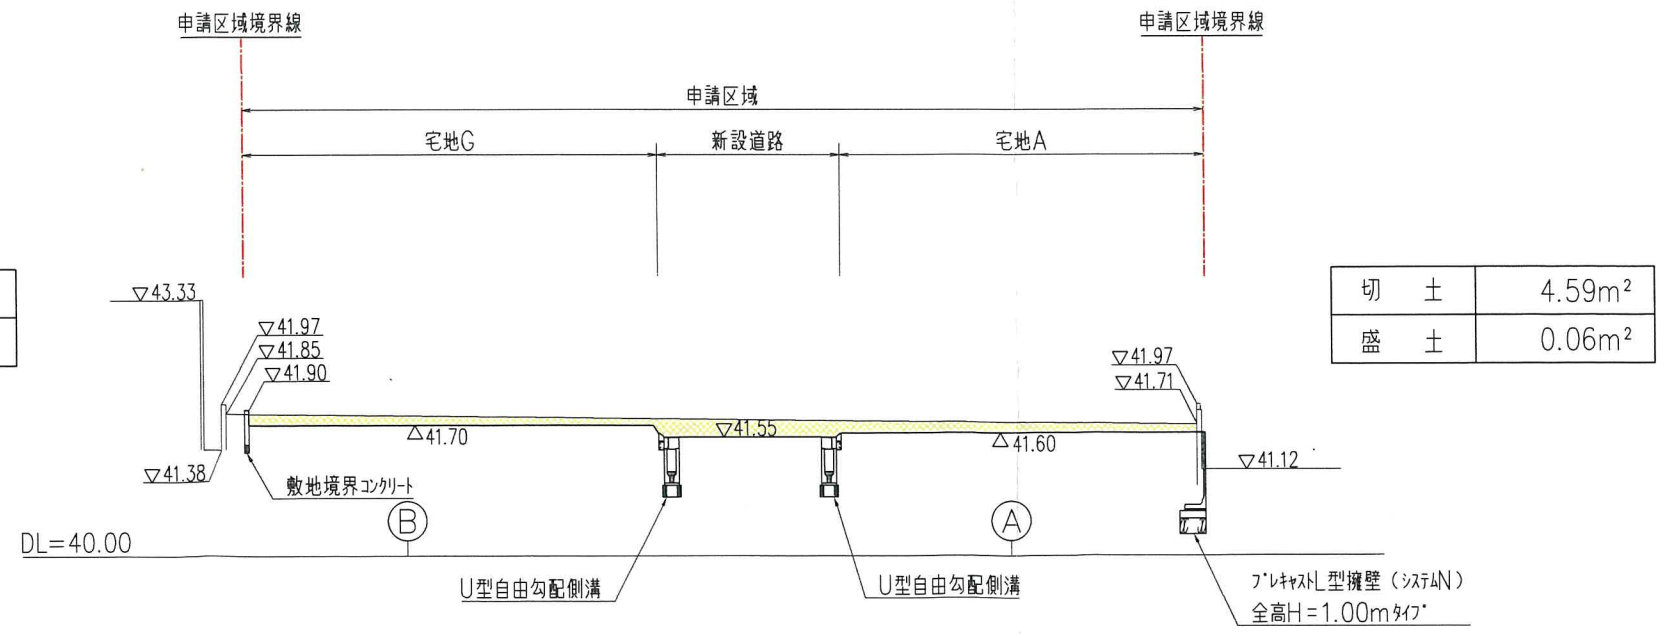 申請区域境界線
申請区域境界線
申請区域
宅地G
新設道路
宅地A
▽43.33
▽41.97
▽41.85
▽41.90
▽41.97
▽41.71
切 土 4.59m²
盛 土 0.06m²
△41.70
▽41.55
△41.60
▽41.38
▽41.12
敷地境界コンクリート
B
A
DL=40.00
U型自由勾配側溝
U型自由勾配側溝
プレキャストL型擁壁(システムN)
全高H=1.00mタイプ